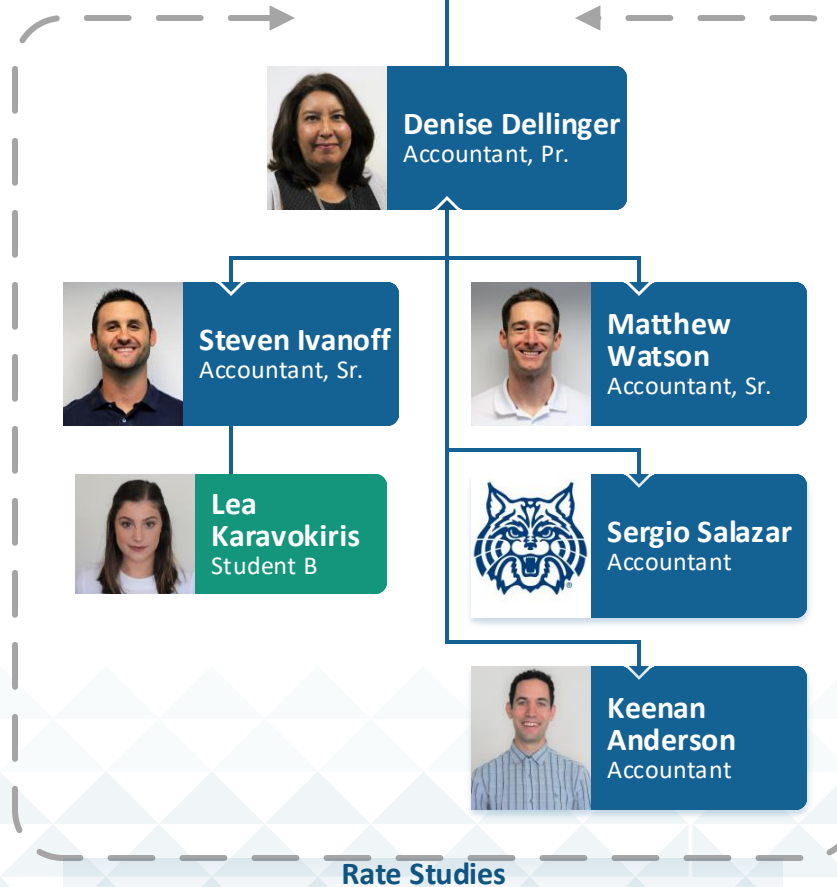 Denise Dellinger
Accountant, Pr.
Steven Ivanoff
Accountant, Sr.
Matthew
Watson
Accountant, Sr.
Lea
Karavokiris
Student B
Sergio Salazar
Accountant
Keenan
Anderson
Accountant
Rate Studies